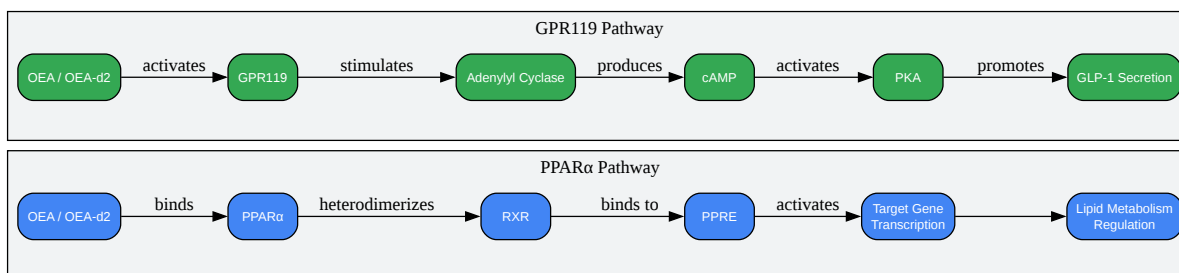 GPR119 Pathway
OEA / OEA-d2
activates
GPR119
stimulates
Adenylyl Cyclase
produces
cAMP
activates
PKA
promotes
GLP-1 Secretion
PPARα Pathway
OEA / OEA-d2
binds
PPARα
heterodimerizes
RXR
binds to
PPRE
activates
Target Gene
Transcription
Lipid Metabolism
Regulation